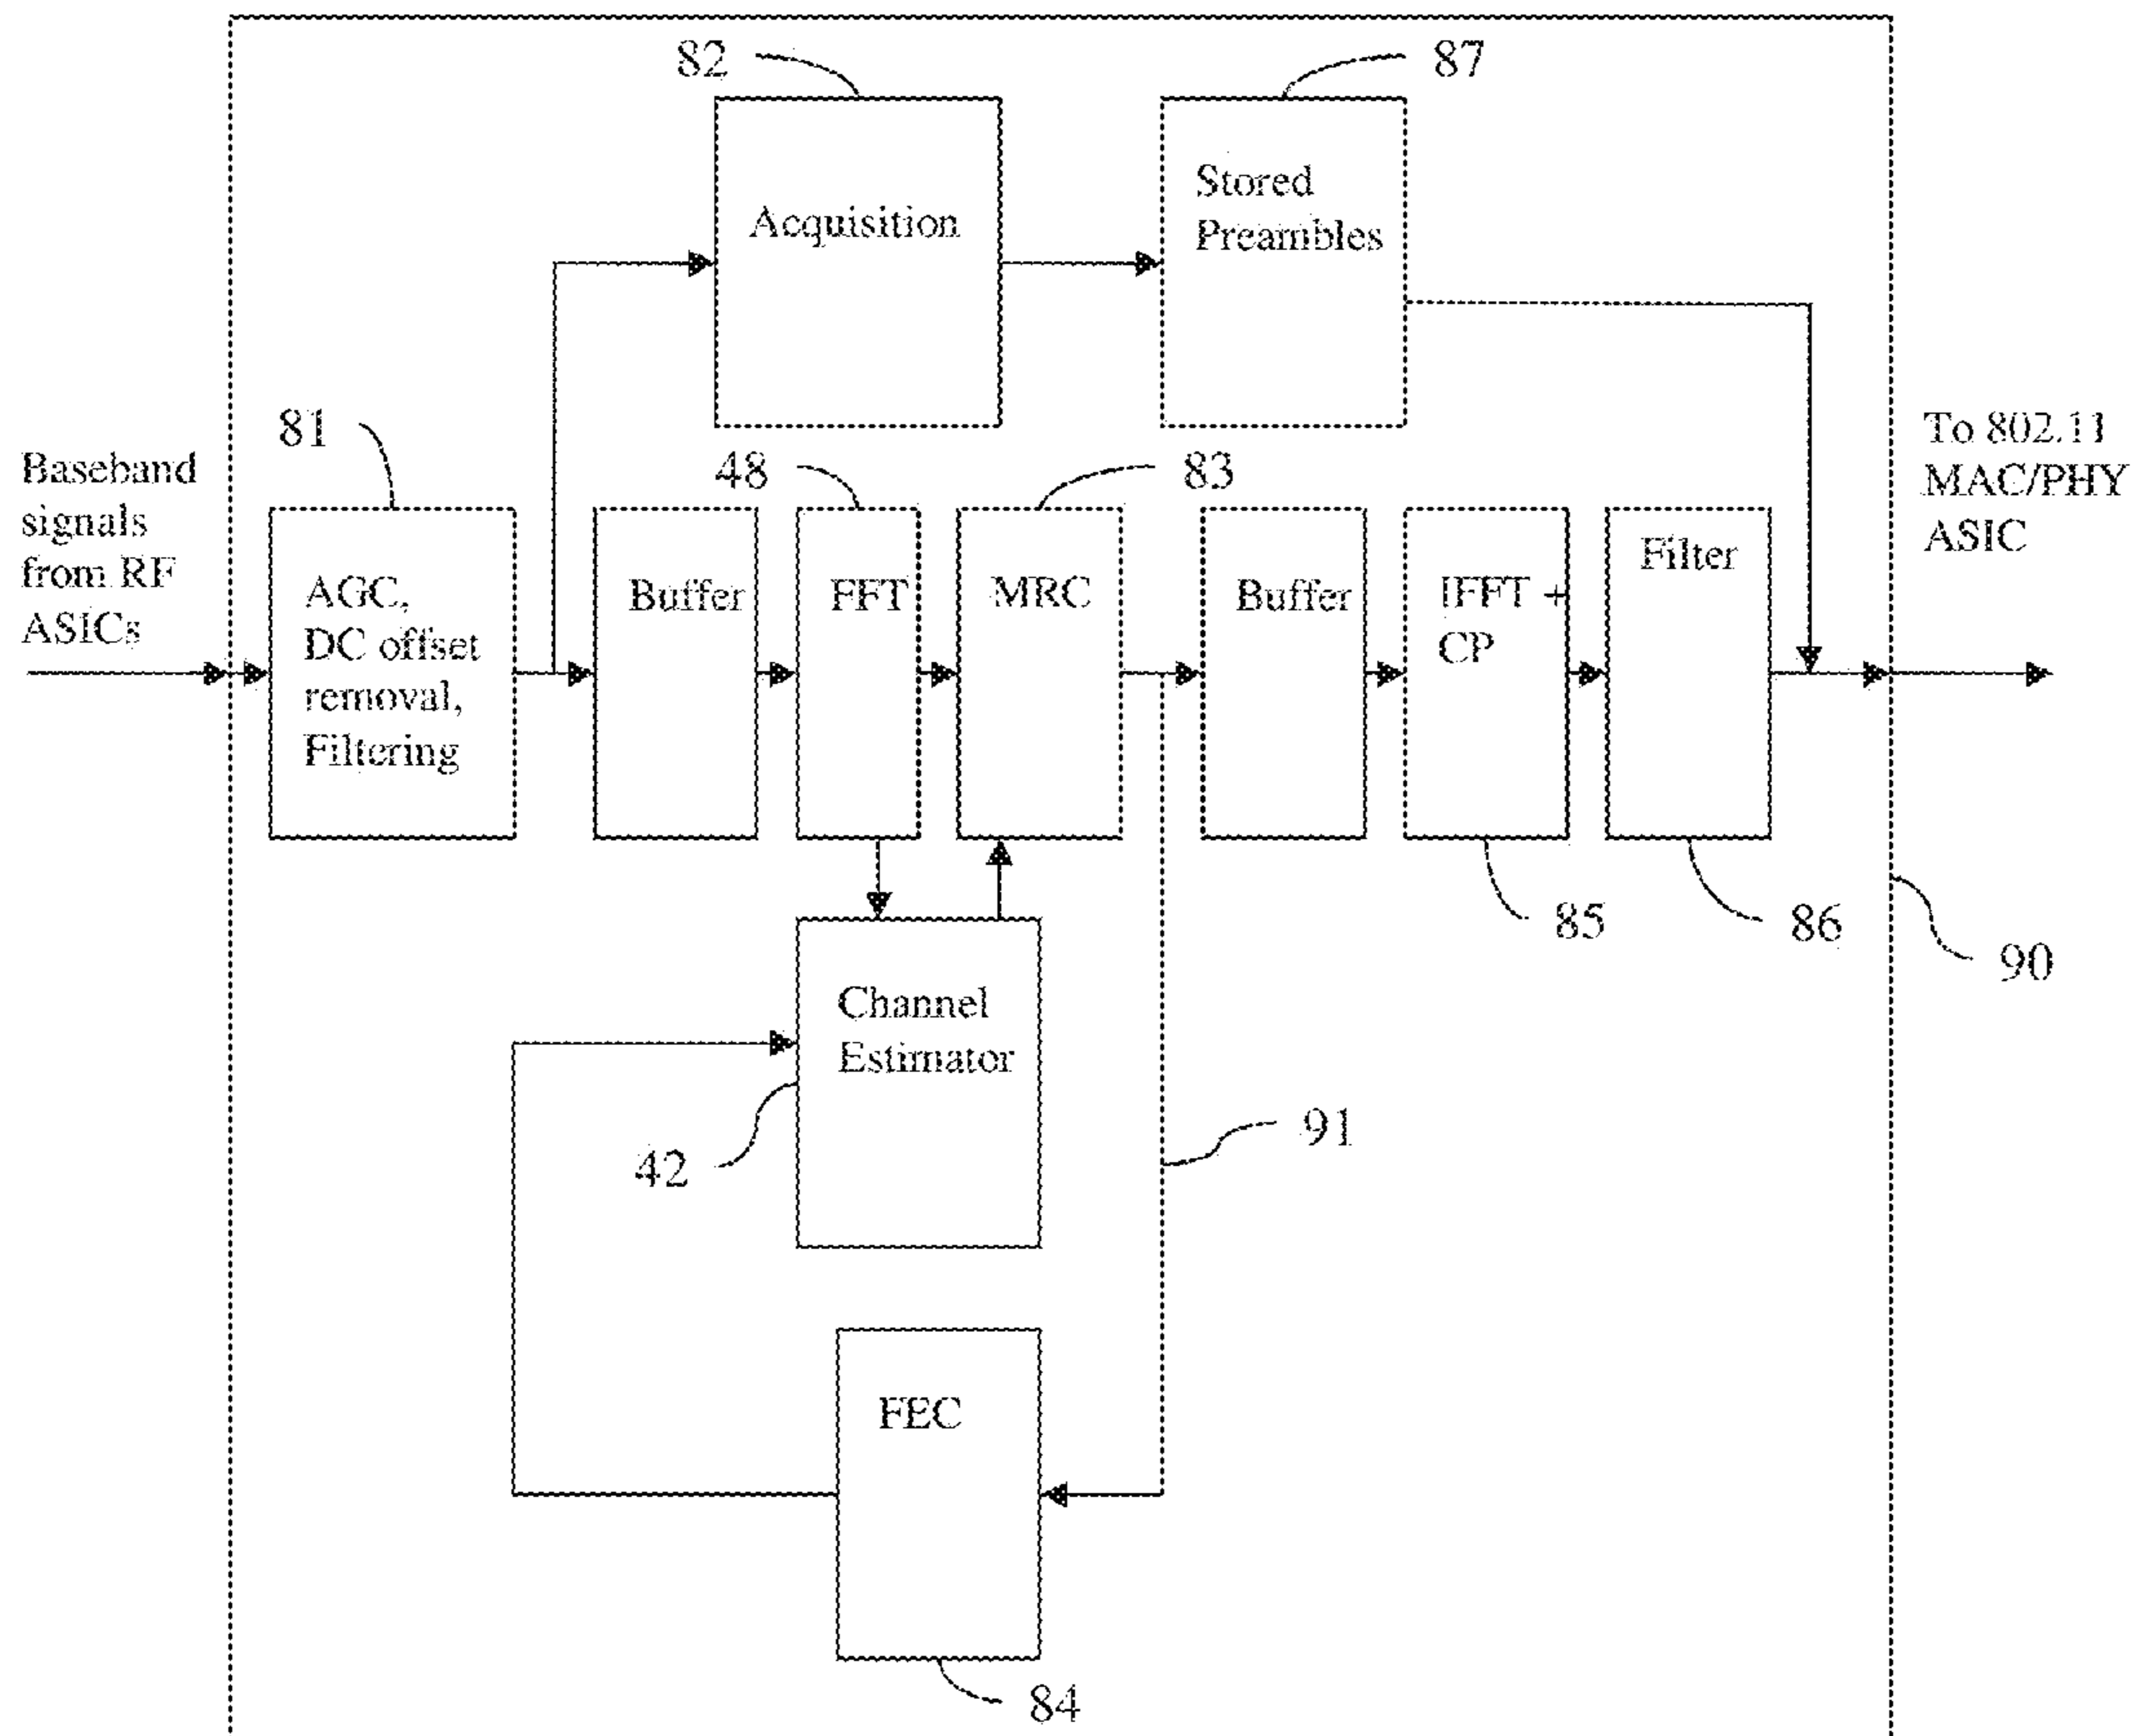 82
87
Acquisition
Stored
Preambles
81
48
83
Baseband
signals
from RF
ASICs
To 802.11
MAC/PHY
ASIC
AGC,
DC offset
removal,
Filtering
Buffer
FFT
MRC
Buffer
IFFT +
CP
Filter
85
86
90
Channel
Estimator
42
91
FEC
84